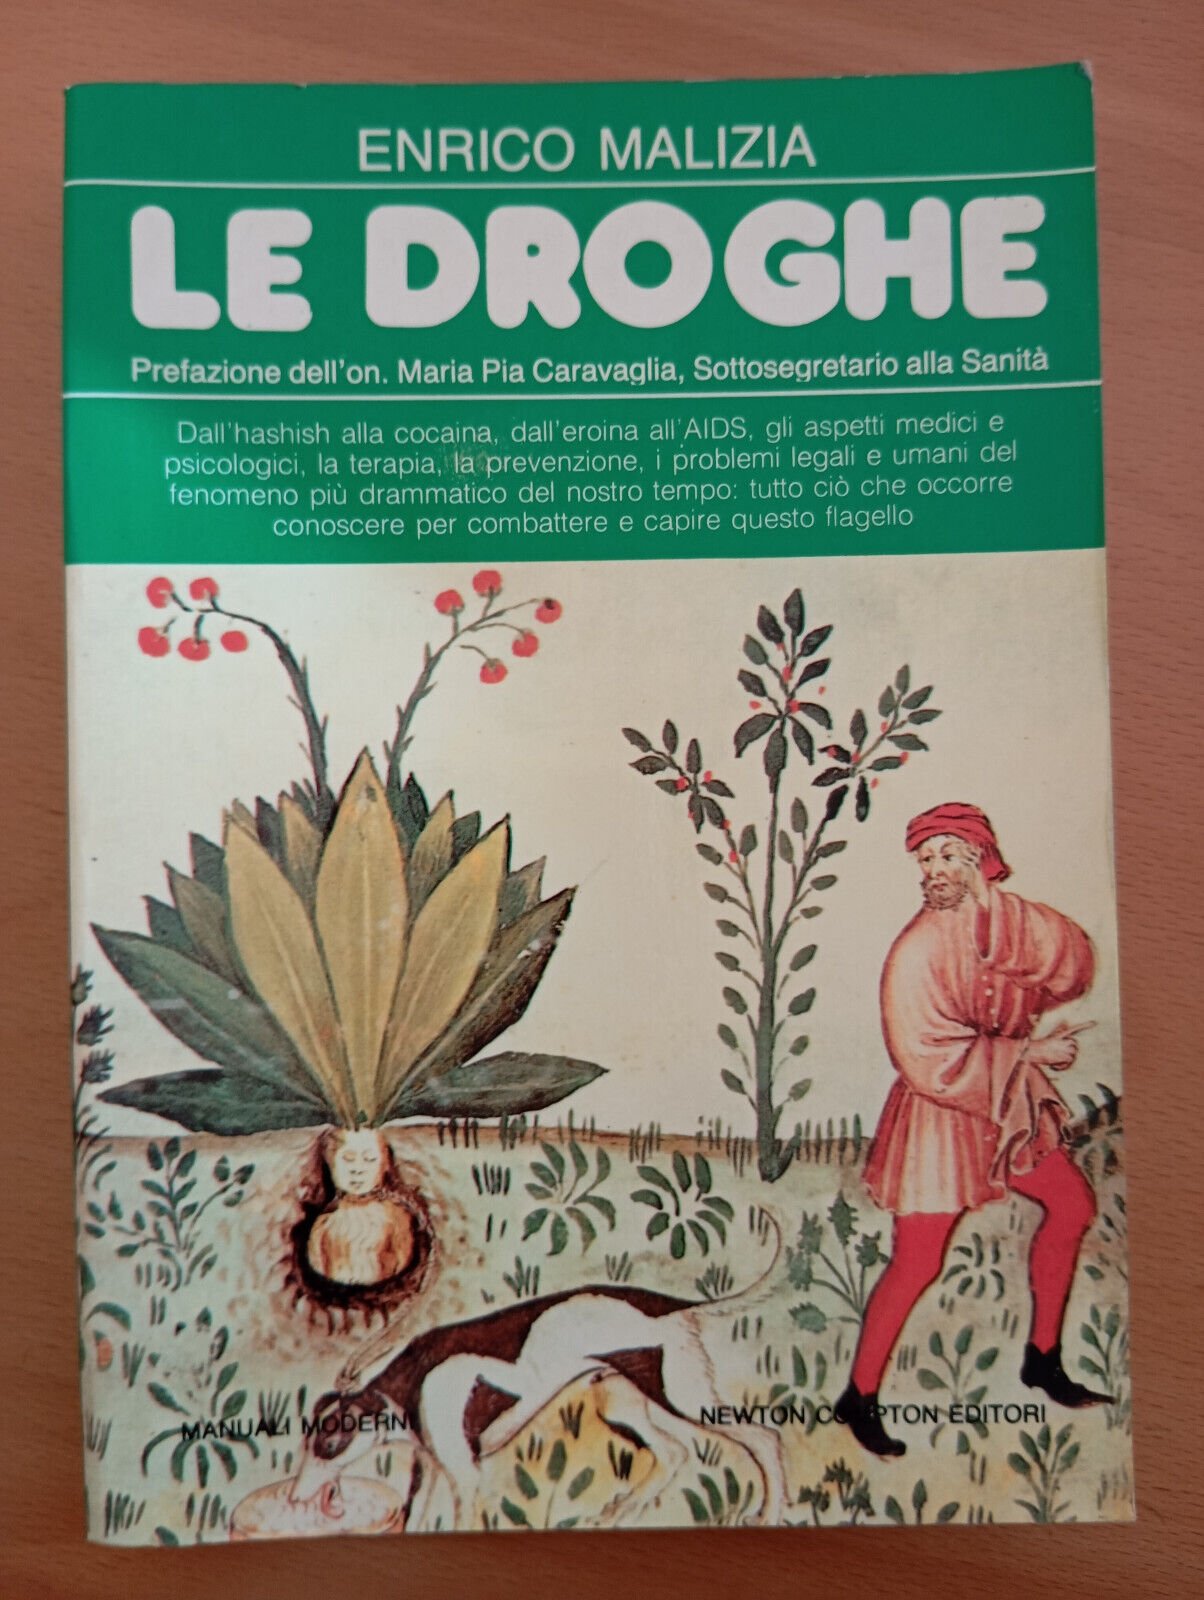 ENRICO MALIZIA
LE DROGHE
Prefazione dell'on. Maria Pia Caravaglia, Sottosegretario alla Sanità
Dall'hashish alla cocaina, dall'eroina all'AIDS, gli aspetti medici e
psicologici, la terapia, la prevenzione, i problemi legali e umani del
fenomeno più drammatico del nostro tempo: tutto ciò che occorre
conoscere per combattere e capire questo flagello
MANUALI MODERNI
NEWTON COMPTON EDITORI